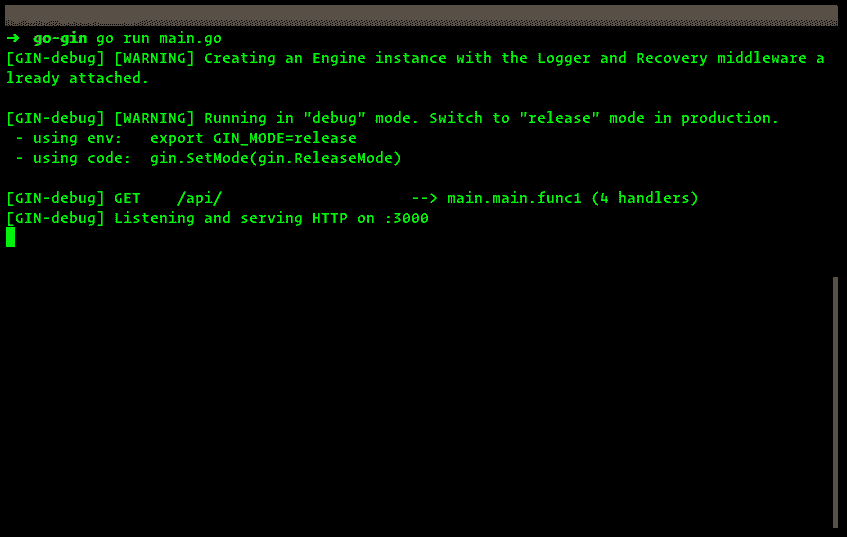 ➜  go-gin go run main.go
[GIN-debug] [WARNING] Creating an Engine instance with the Logger and Recovery middleware a
lready attached.

[GIN-debug] [WARNING] Running in "debug" mode. Switch to "release" mode in production.
 - using env:   export GIN_MODE=release
 - using code:  gin.SetMode(gin.ReleaseMode)

[GIN-debug] GET    /api/                     --> main.main.func1 (4 handlers)
[GIN-debug] Listening and serving HTTP on :3000